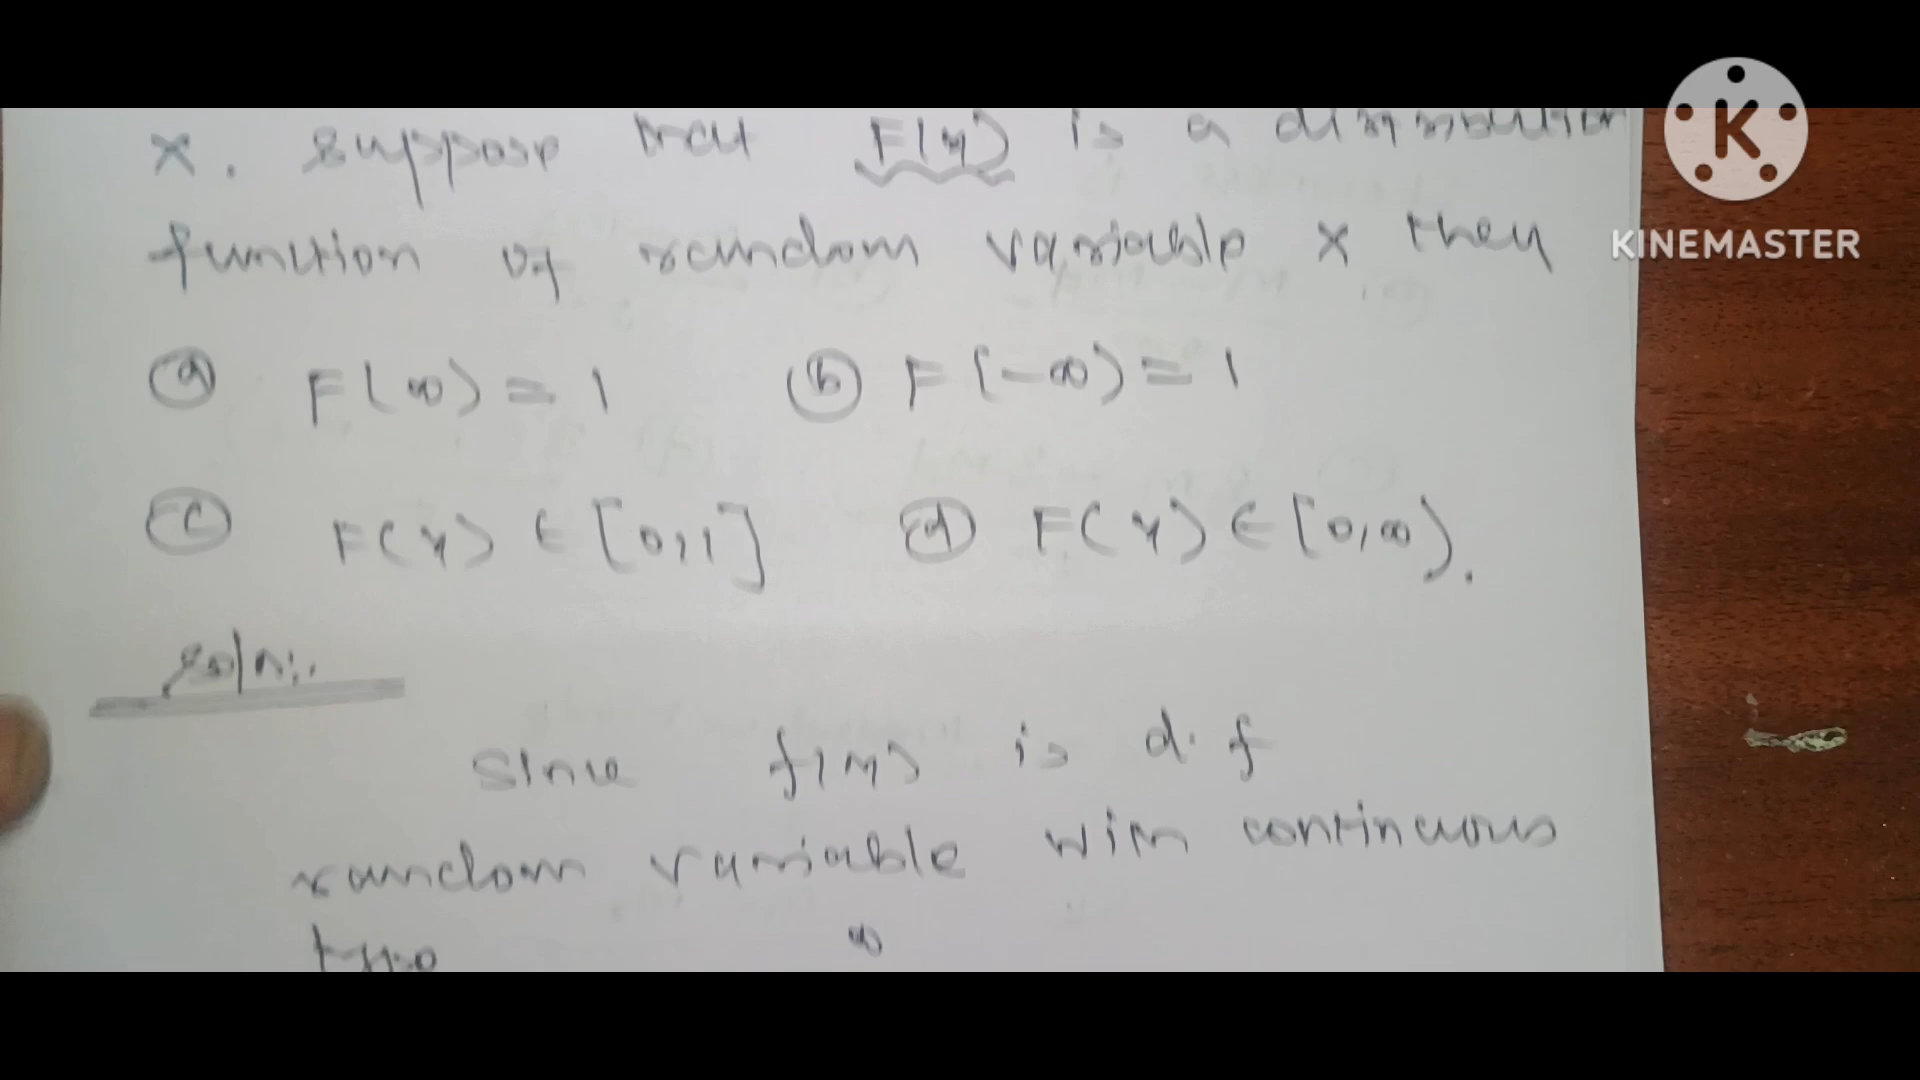 x. suppose that F(x) is a distribution
function of random variable x then
(a) F(∞) = 1 (b) F(-∞) = 1
(c) F(x) ∈ [0,1] (d) F(x) ∈ [0,∞).
soln:.
since f(x) is d.f
random variable with continuous
∞
K
KINEMASTER